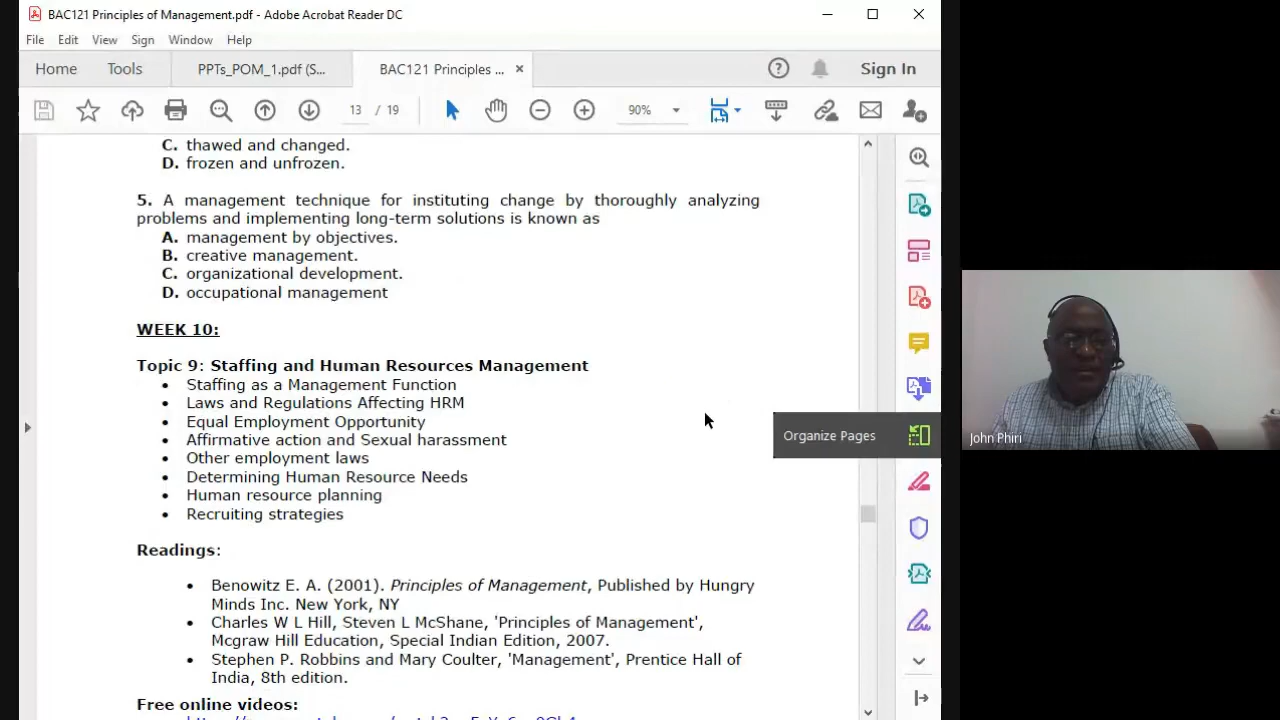 BAC121 Principles of Management.pdf - Adobe Acrobat Reader DC
File Edit View Sign Window Help
Home Tools PPTs_POM_1.pdf (S... BAC121 Principles ... × Sign In
13 / 19 90%
C. thawed and changed.
D. frozen and unfrozen.
5. A management technique for instituting change by thoroughly analyzing
problems and implementing long-term solutions is known as
A. management by objectives.
B. creative management.
C. organizational development.
D. occupational management
WEEK 10:
Topic 9: Staffing and Human Resources Management
• Staffing as a Management Function
• Laws and Regulations Affecting HRM
• Equal Employment Opportunity
• Affirmative action and Sexual harassment
• Other employment laws
• Determining Human Resource Needs
• Human resource planning
• Recruiting strategies
Organize Pages
John Phiri
Readings:
• Benowitz E. A. (2001). Principles of Management, Published by Hungry
Minds Inc. New York, NY
• Charles W L Hill, Steven L McShane, 'Principles of Management',
Mcgraw Hill Education, Special Indian Edition, 2007.
• Stephen P. Robbins and Mary Coulter, 'Management', Prentice Hall of
India, 8th edition.
Free online videos: